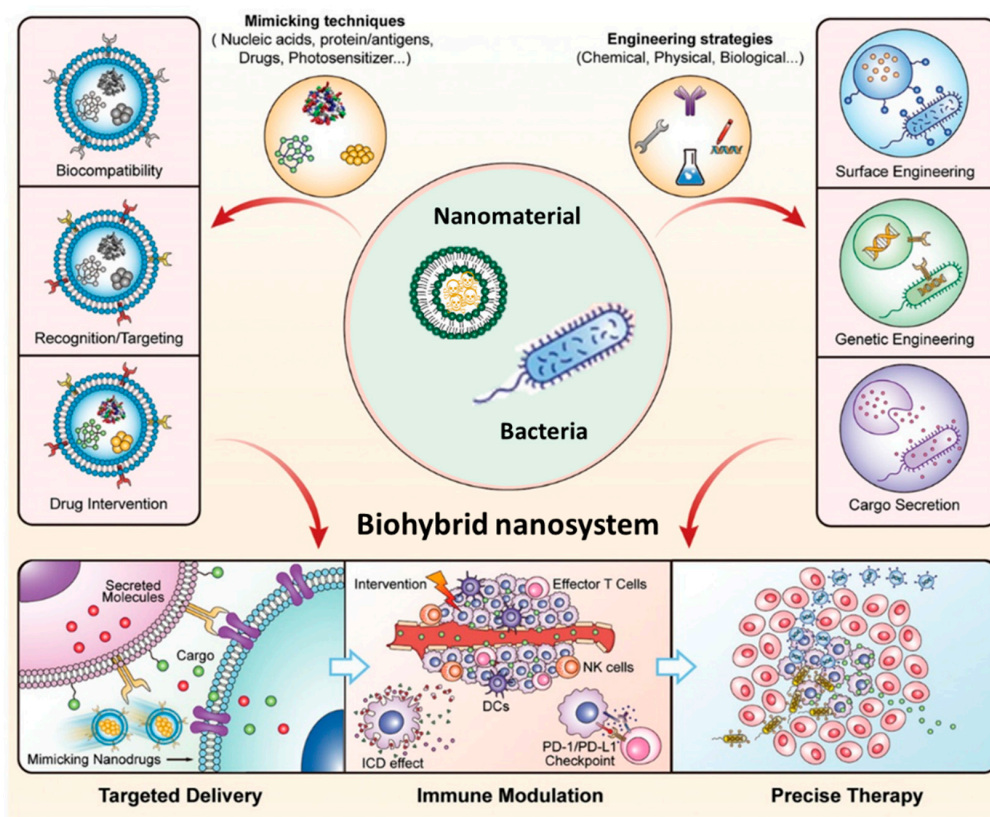 Mimicking techniques
( Nucleic acids, protein/antigens,
Drugs, Photosensitizer...)
Engineering strategies
(Chemical, Physical, Biological...)
Biocompatibility
Recognition/Targeting
Drug Intervention
Nanomaterial
Bacteria
Surface Engineering
Genetic Engineering
Cargo Secretion
Biohybrid nanosystem
Secreted
Molecules
Cargo
Mimicking Nanodrugs
Intervention
Effector T Cells
NK cells
DCs
ICD effect
PD-1/PD-L1
Checkpoint
Targeted Delivery
Immune Modulation
Precise Therapy